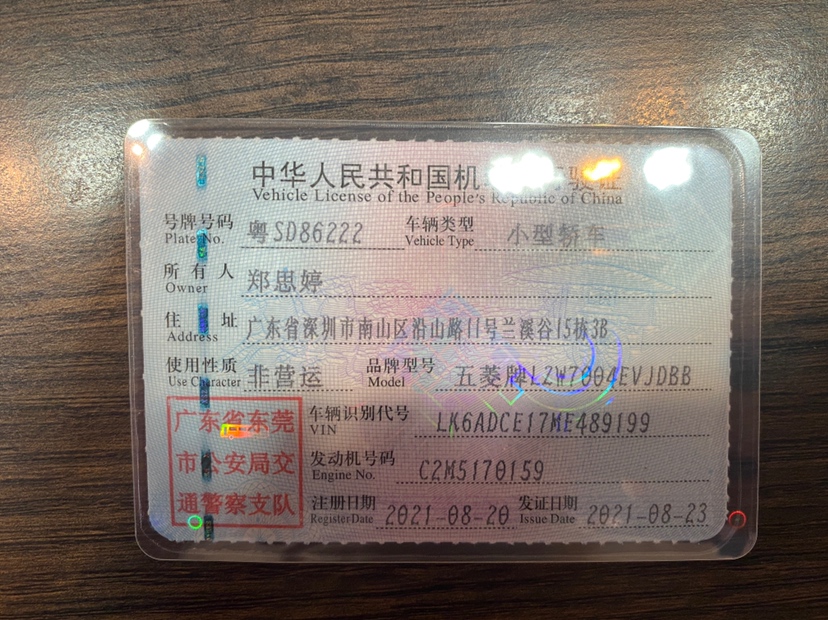 中华人民共和国机
Vehicle License of the People's Republic of China
号牌号码 粤SD86222 车辆类型 小型轿车
Plate No. Vehicle Type
所有人 郑思婷
Owner
住址 广东省深圳市南山区沿山路11号兰溪谷15栋3B
Address
使用性质 非营运 品牌型号 五菱牌LZW7004EVJDBB
Use Character Model
广东省东莞
市公安局交
通警察支队
车辆识别代号 LK6ADCE17ME489199
VIN
发动机号码 C2M5170159
Engine No.
注册日期 2021-08-20 发证日期 2021-08-23
Register Date Issue Date